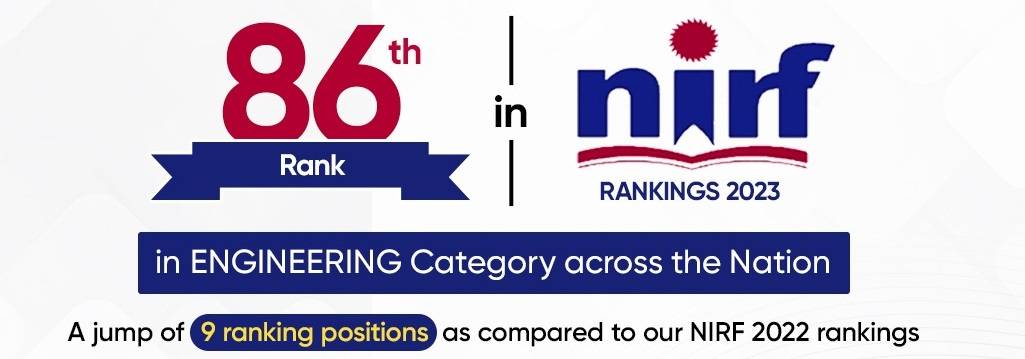 86th
Rank
in
nirf
RANKINGS 2023
in ENGINEERING Category across the Nation
A jump of 9 ranking positions as compared to our NIRF 2022 rankings